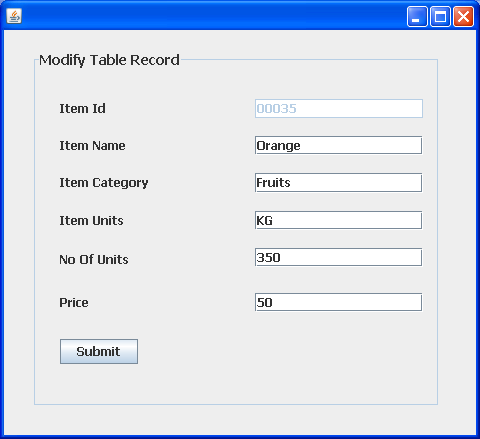 Modify Table Record
Item Id 00035
Item Name Orange
Item Category Fruits
Item Units KG
No Of Units 350
Price 50
Submit